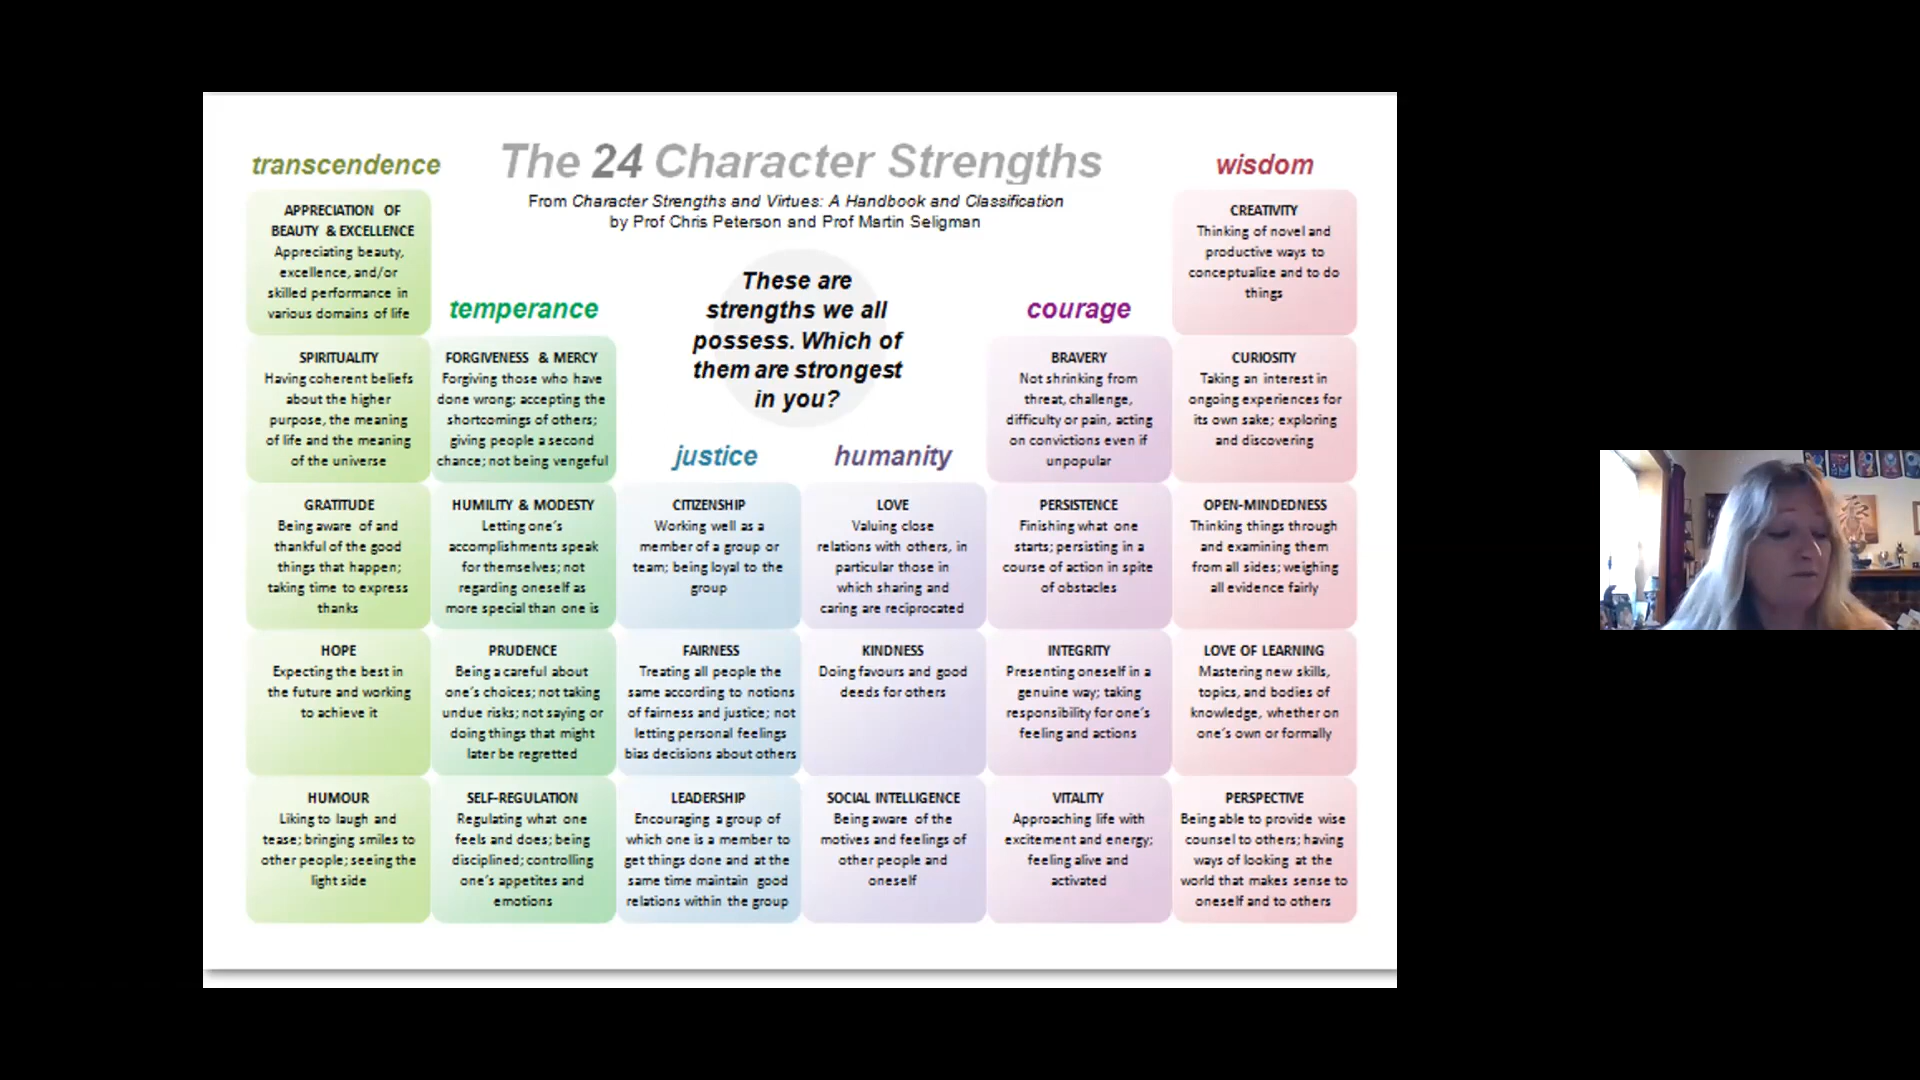 The 24 Character Strengths
From Character Strengths and Virtues: A Handbook and Classification
by Prof Chris Peterson and Prof Martin Seligman
These are
strengths we all
possess. Which of
them are strongest
in you?
transcendence
APPRECIATION OF
BEAUTY & EXCELLENCE
Appreciating beauty,
excellence, and/or
skilled performance in
various domains of life
SPIRITUALITY
Having coherent beliefs
about the higher
purpose, the meaning
of life and the meaning
of the universe
GRATITUDE
Being aware of and
thankful of the good
things that happen;
taking time to express
thanks
HOPE
Expecting the best in
the future and working
to achieve it
HUMOUR
Liking to laugh and
tease; bringing smiles to
other people; seeing the
light side
temperance
FORGIVENESS & MERCY
Forgiving those who have
done wrong; accepting the
shortcomings of others;
giving people a second
chance; not being vengeful
HUMILITY & MODESTY
Letting one's
accomplishments speak
for themselves; not
regarding oneself as
more special than one is
PRUDENCE
Being a careful about
one's choices; not taking
undue risks; not saying or
doing things that might
later be regretted
SELF-REGULATION
Regulating what one
feels and does; being
disciplined; controlling
one's appetites and
emotions
justice
CITIZENSHIP
Working well as a
member of a group or
team; being loyal to the
group
FAIRNESS
Treating all people the
same according to notions
of fairness and justice; not
letting personal feelings
bias decisions about others
LEADERSHIP
Encouraging a group of
which one is a member to
get things done and at the
same time maintain good
relations within the group
humanity
LOVE
Valuing close
relations with others, in
particular those in
which sharing and
caring are reciprocated
KINDNESS
Doing favours and good
deeds for others
SOCIAL INTELLIGENCE
Being aware of the
motives and feelings of
other people and
oneself
courage
BRAVERY
Not shrinking from
threat, challenge,
difficulty or pain, acting
on convictions even if
unpopular
PERSISTENCE
Finishing what one
starts; persisting in a
course of action in spite
of obstacles
INTEGRITY
Presenting oneself in a
genuine way; taking
responsibility for one's
feeling and actions
VITALITY
Approaching life with
excitement and energy;
feeling alive and
activated
wisdom
CREATIVITY
Thinking of novel and
productive ways to
conceptualize and to do
things
CURIOSITY
Taking an interest in
ongoing experiences for
its own sake; exploring
and discovering
OPEN-MINDEDNESS
Thinking things through
and examining them
from all sides; weighing
all evidence fairly
LOVE OF LEARNING
Mastering new skills,
topics, and bodies of
knowledge, whether on
one's own or formally
PERSPECTIVE
Being able to provide wise
counsel to others; having
ways of looking at the
world that makes sense to
oneself and to others